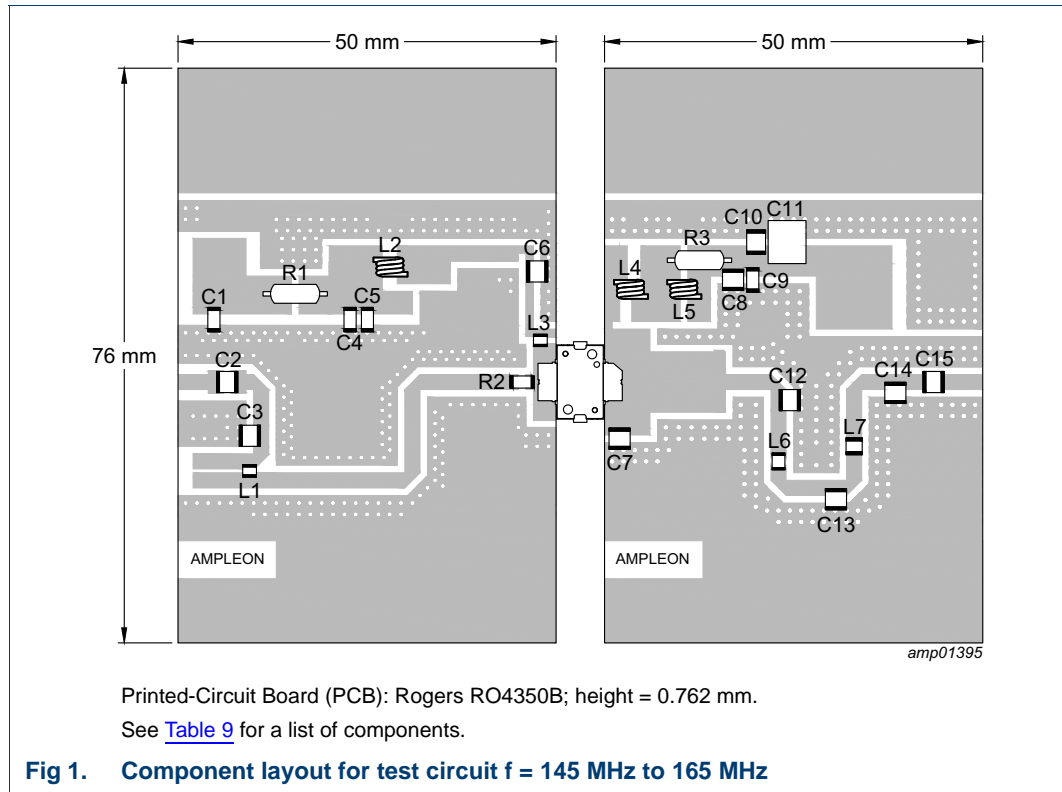 50 mm
50 mm
76 mm
C1
R1
L2
C4
C5
C6
L3
R2
C2
C3
L1
AMPLEON
L4
R3
L5
C10
C11
C8
C9
C12
C14
C15
L6
L7
C7
C13
AMPLEON
amp01395
Printed-Circuit Board (PCB): Rogers RO4350B; height = 0.762 mm.
See Table 9 for a list of components.
Fig 1. Component layout for test circuit f = 145 MHz to 165 MHz